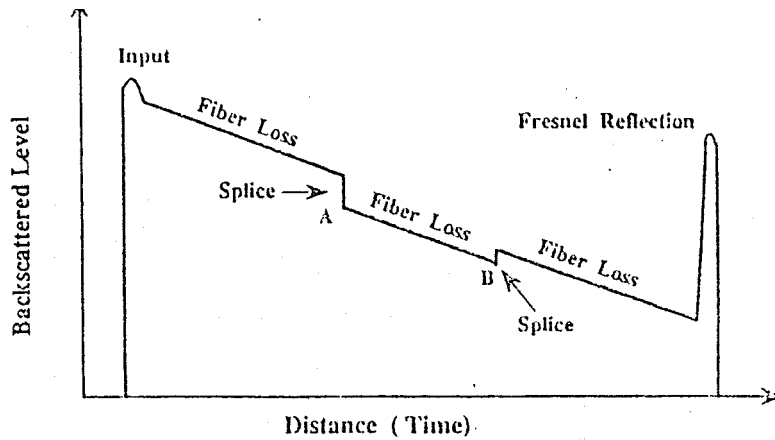 Input
Fiber Loss
Fresnel Reflection
Splice
A
Fiber Loss
B
Fiber Loss
Splice
Backscattered Level
Distance (Time)